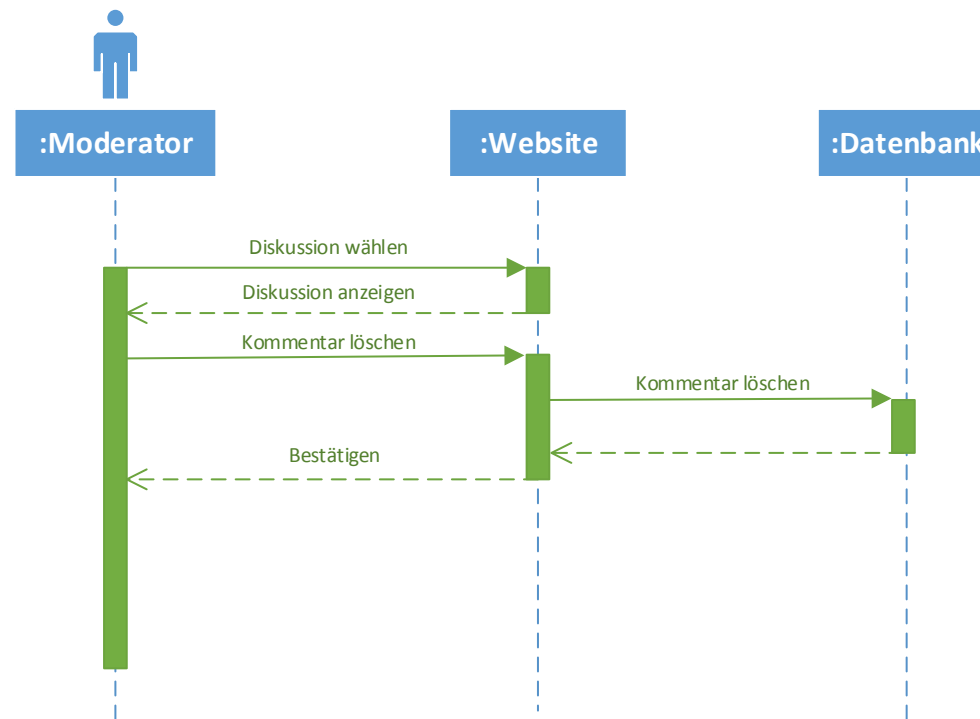 :Moderator
:Website
:Datenbank
Diskussion wählen
Diskussion anzeigen
Kommentar löschen
Kommentar löschen
Bestätigen